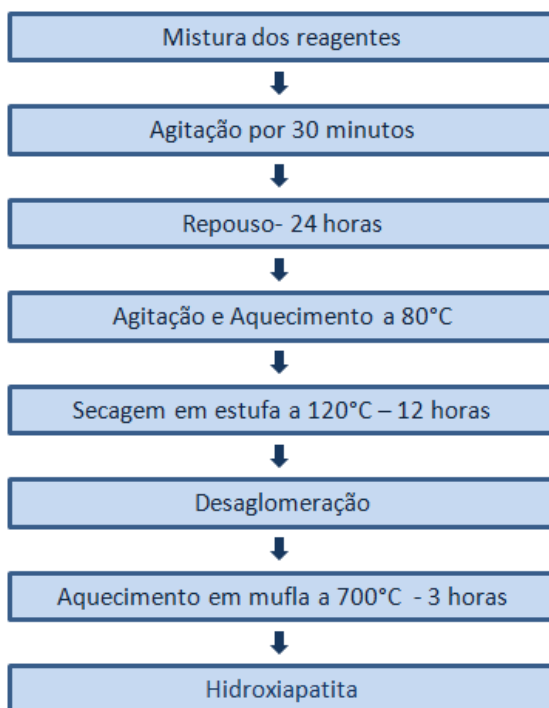 Mistura dos reagentes
Agitação por 30 minutos
Repouso- 24 horas
Agitação e Aquecimento a 80°C
Secagem em estufa a 120°C – 12 horas
Desaglomeração
Aquecimento em mufla a 700°C - 3 horas
Hidroxiapatita